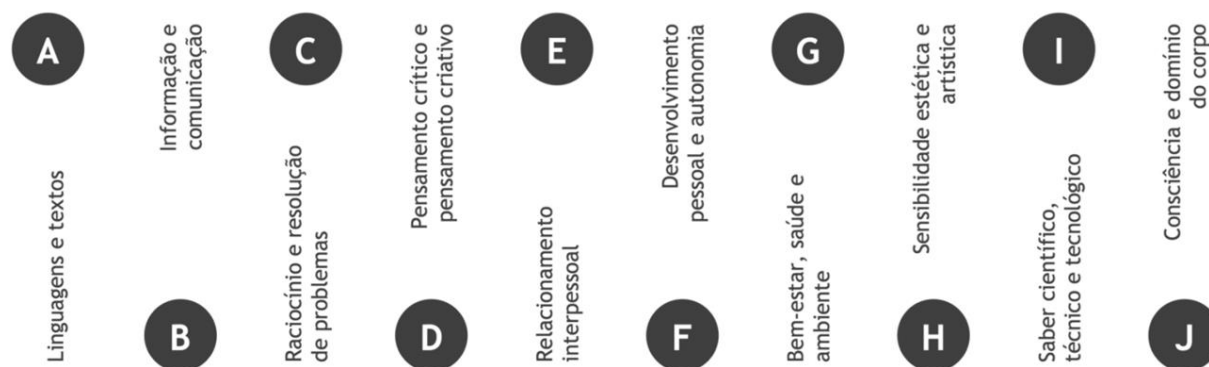 A
Linguagens e textos
Informação e
comunicação
B
C
Raciocínio e resolução
de problemas
Pensamento crítico e
pensamento criativo
D
E
Relacionamento
interpessoal
Desenvolvimento
pessoal e autonomia
F
G
Bem-estar, saúde e
ambiente
Sensibilidade estética e
artística
H
I
Saber científico,
técnico e tecnológico
Consciência e domínio
do corpo
J